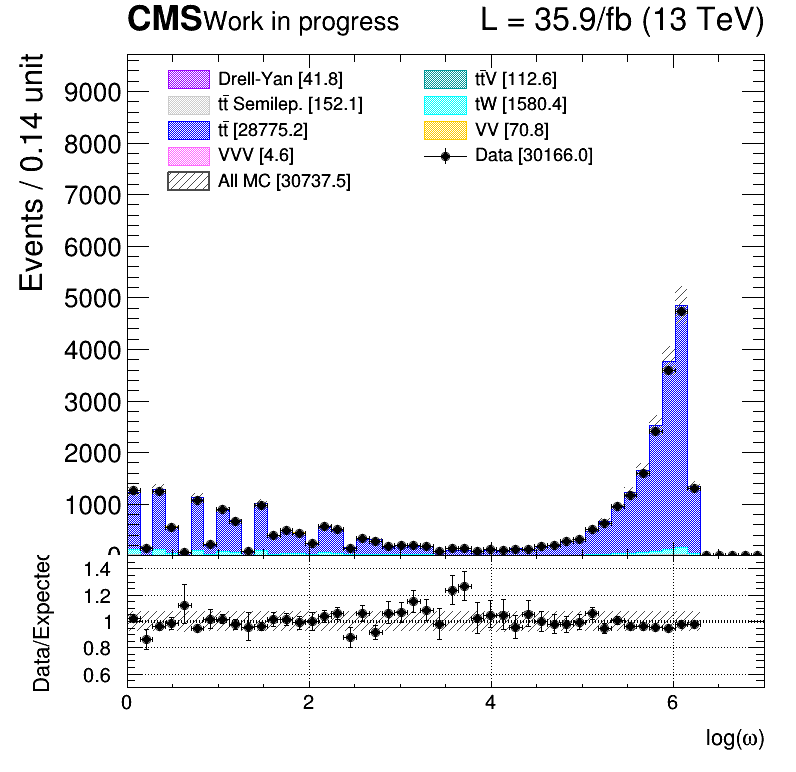 CMS Work in progress L = 35.9/fb (13 TeV)
Drell-Yan [41.8] tt̄V [112.6]
tt̄ Semilep. [152.1] tW [1580.4]
tt̄ [28775.2] VV [70.8]
VVV [4.6] Data [30166.0]
All MC [30737.5]
Events / 0.14 unit
9000
8000
7000
6000
5000
4000
3000
2000
1000
0
Data/Expected
1.4
1.2
1
0.8
0.6
0 2 4 6
log(ω)